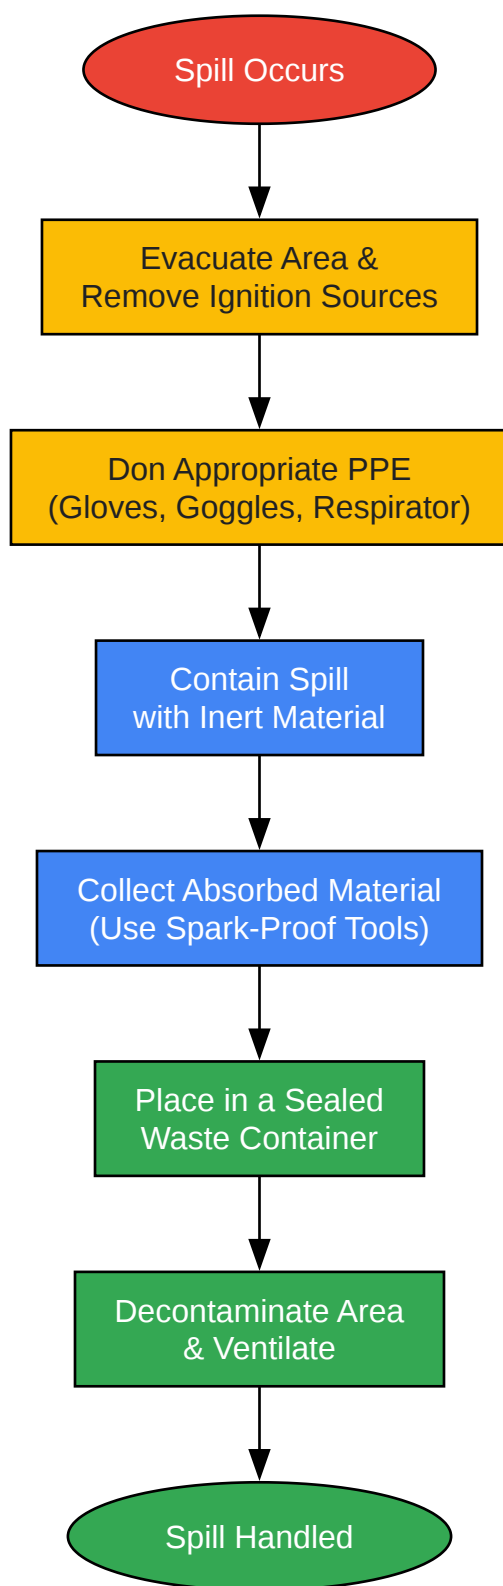 Spill Occurs
Evacuate Area &
Remove Ignition Sources
Don Appropriate PPE
(Gloves, Goggles, Respirator)
Contain Spill
with Inert Material
Collect Absorbed Material
(Use Spark-Proof Tools)
Place in a Sealed
Waste Container
Decontaminate Area
& Ventilate
Spill Handled